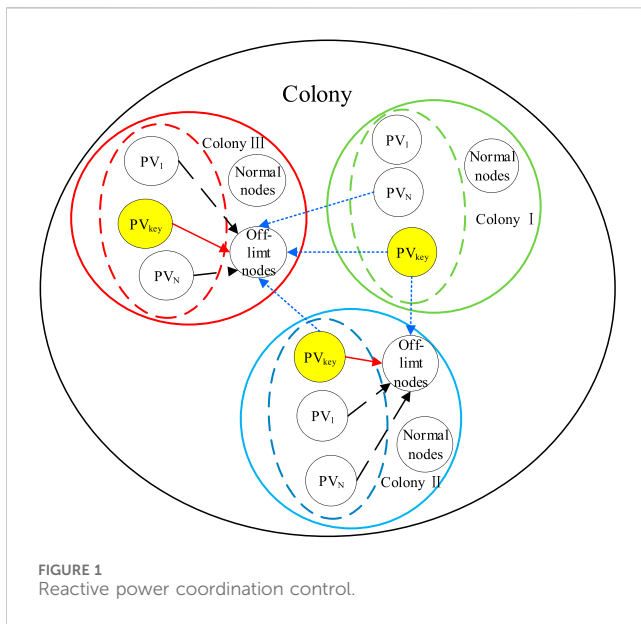 Colony
Colony Ⅲ
PV1
Normal
nodes
PVkey
Off-
limt
nodes
PVN
PV1
Normal
nodes
PVN
Colony Ⅰ
PVkey
PVkey
Off-
limt
nodes
PV1
Normal
nodes
PVN
Colony Ⅱ
FIGURE 1
Reactive power coordination control.